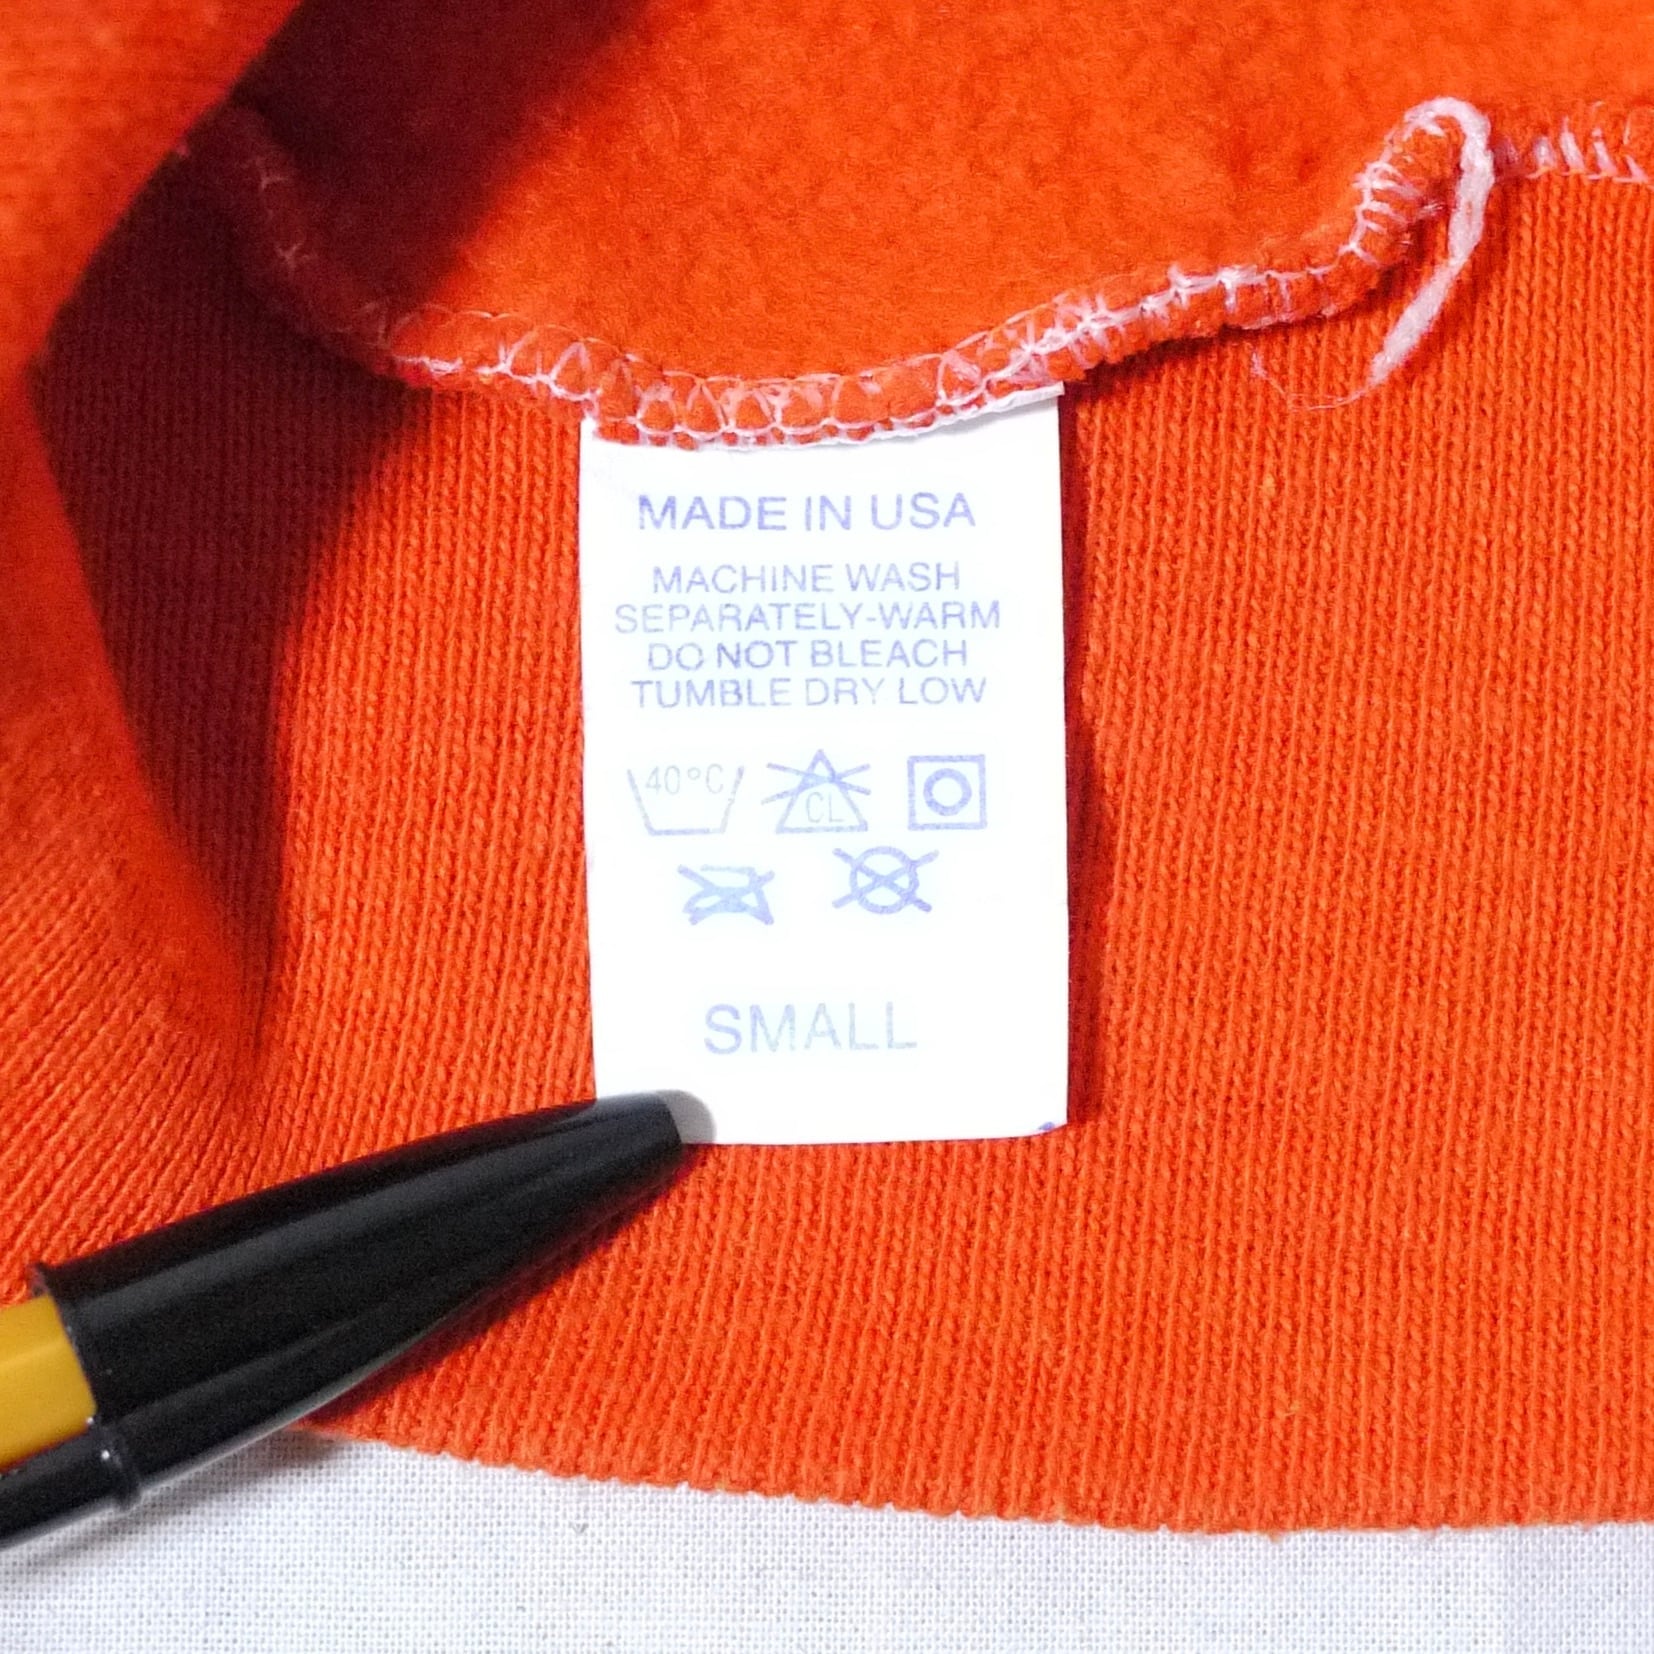 MADE IN USA
MACHINE WASH
SEPARATELY-WARM
DO NOT BLEACH
TUMBLE DRY LOW
40°C CL
SMALL